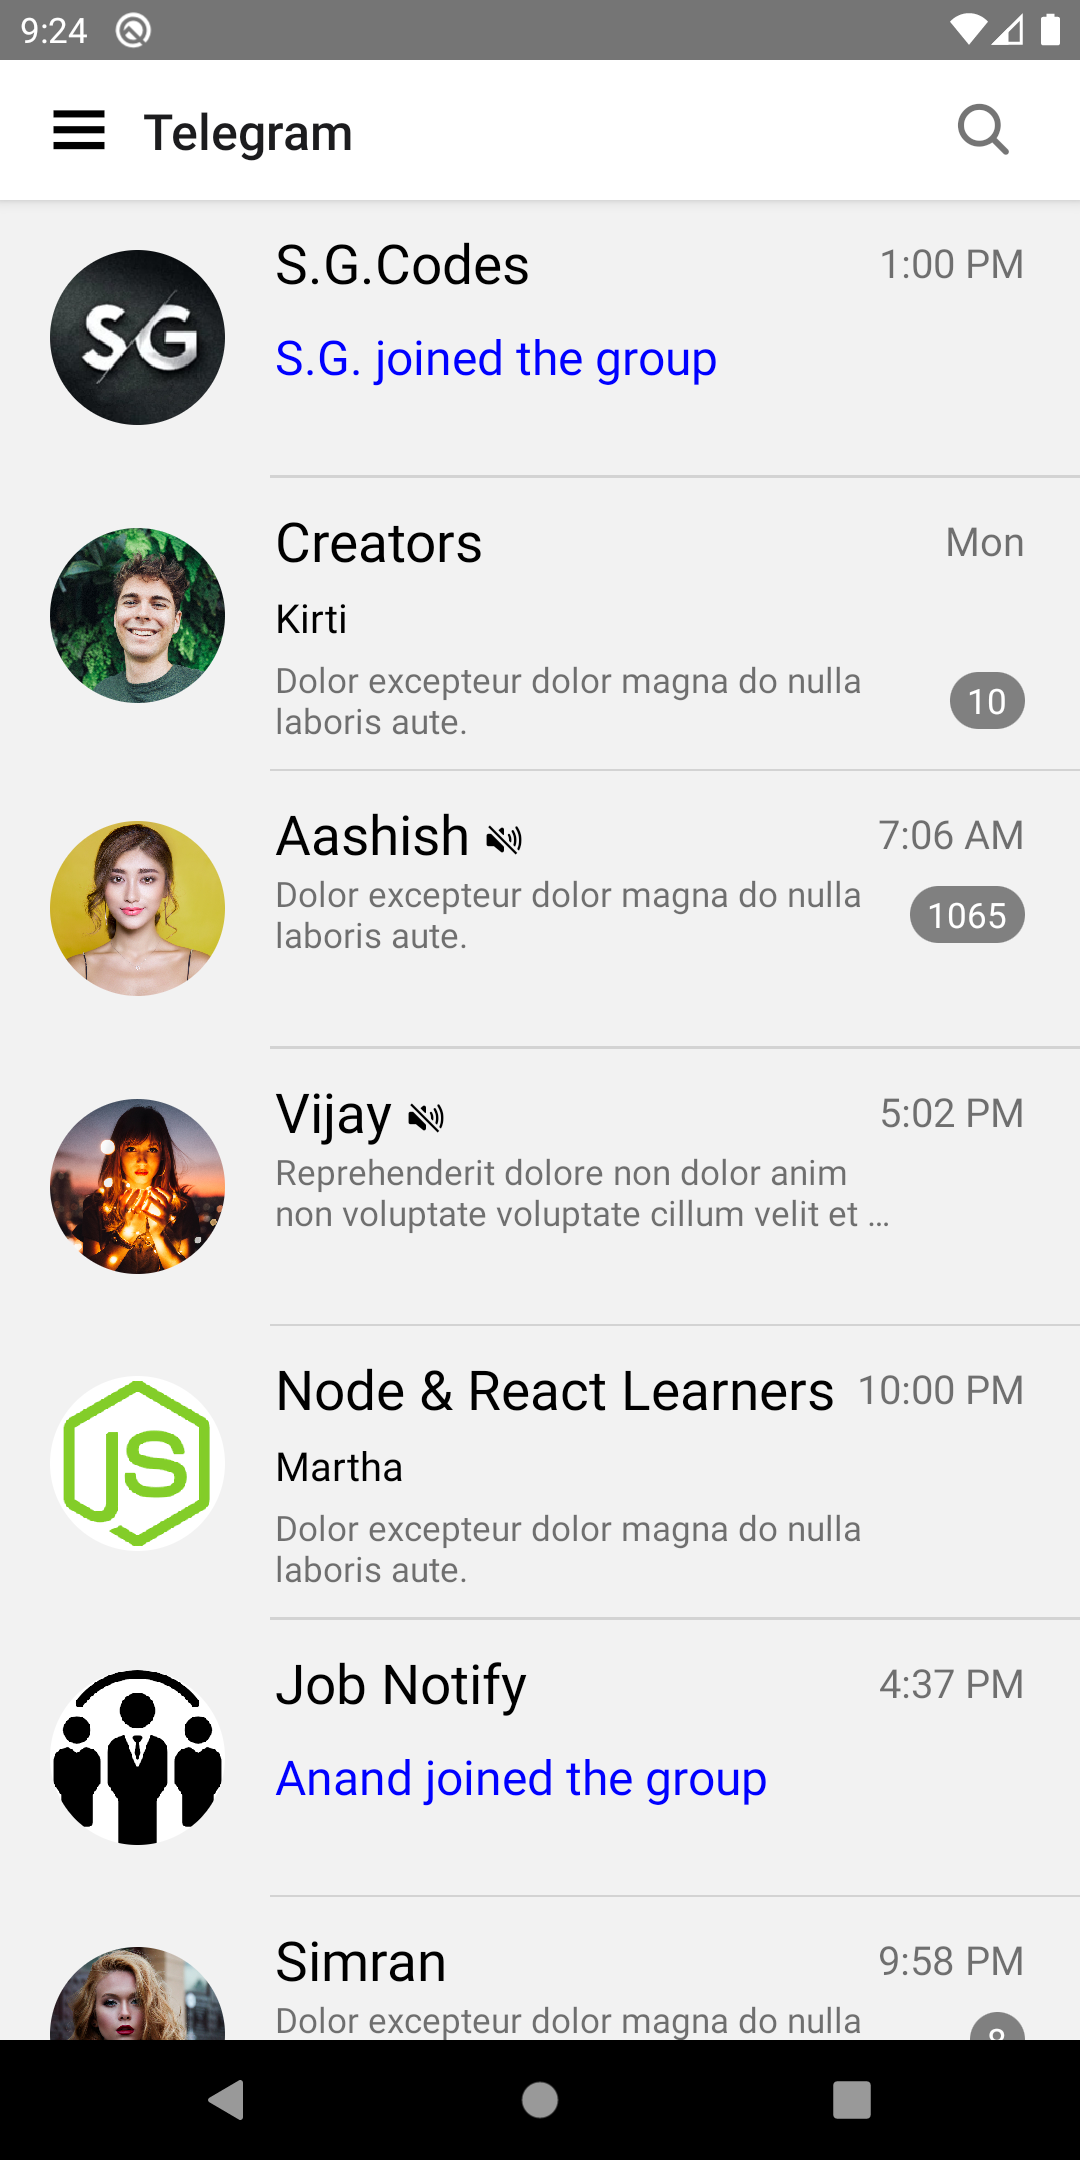 9:24
Telegram
SG
S.G.Codes
1:00 PM
S.G. joined the group
Creators
Mon
Kirti
Dolor excepteur dolor magna do nulla
laboris aute.
10
Aashish
7:06 AM
Dolor excepteur dolor magna do nulla
laboris aute.
1065
Vijay
5:02 PM
Reprehenderit dolore non dolor anim
non voluptate voluptate cillum velit et ...
Node & React Learners
10:00 PM
JS
Martha
Dolor excepteur dolor magna do nulla
laboris aute.
Job Notify
4:37 PM
Anand joined the group
Simran
9:58 PM
Dolor excepteur dolor magna do nulla